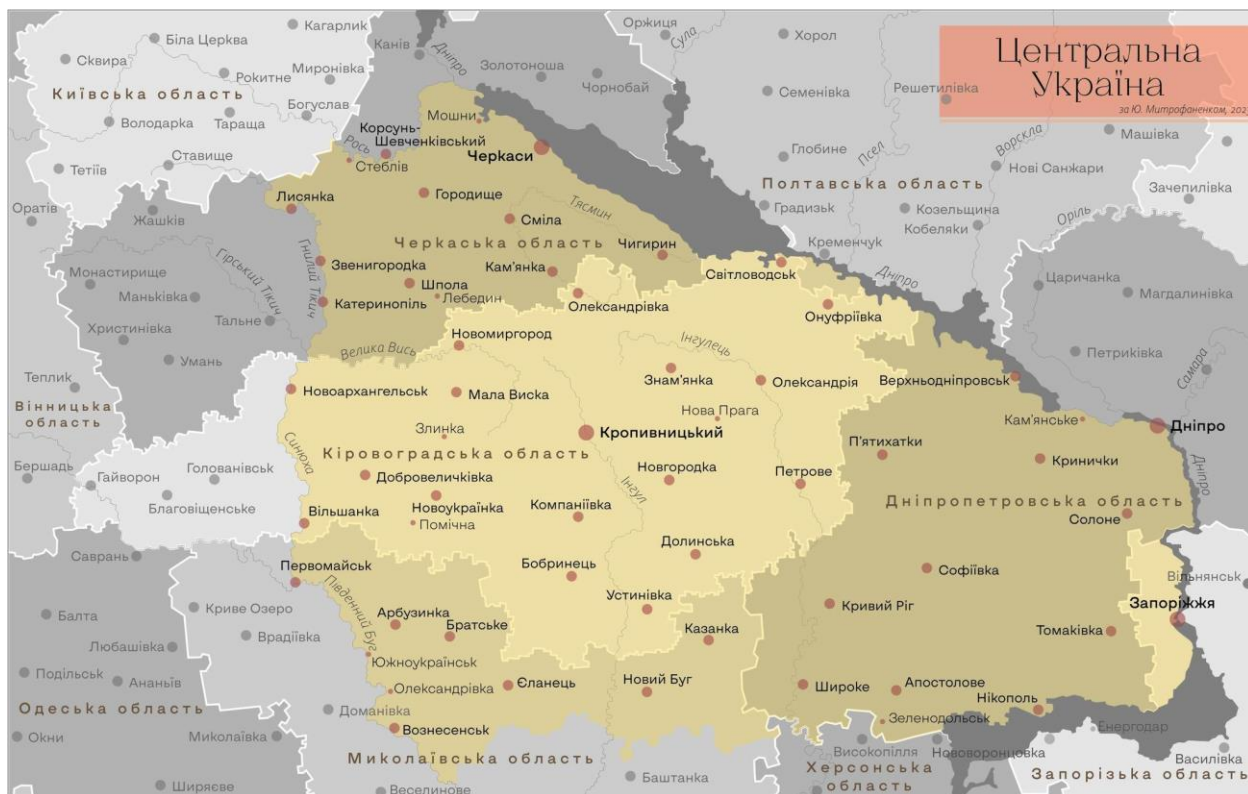 Центральна
Україна
за Ю. Митрофаненком, 202
Кагарлик
Біла Церква
Сквира
Рокитне
Миронівка
Київська область
Богуслав
Володарка
Тараща
Ставище
Тетіїв
Рось
Канів
Дніпро
Золотоноша
Чорнобай
Оржиця
Сула
Хорол
Семенівка
Решетилівка
Машівка
Глобине
Псел
Ворскла
Нові Санжари
Полтавська область
Зачепилівка
Градизьк
Козельщина
Кобеляки
Оріль
Кременчук
Дніпро
Царичанка
Магдалинівка
Петриківка
Самара
Мошни
Корсунь-
Шевченківський
Стеблів
Черкаси
Лисянка
Городище
Сміла
Тясмин
Черкаська область
Чигирин
Звенигородка
Кам'янка
Шпола
Лебедин
Катеринопіль
Гнилий Тікич
Гірський Тікич
Оратів
Жашків
Монастирище
Маньківка
Тальне
Христинівка
Умань
Теплик
Вінницька
область
Бершадь
Гайворон
Голованівськ
Благовіщенське
Світловодськ
Олександрівка
Онуфріївка
Новомиргород
Велика Вись
Інгулець
Знам'янка
Олександрія
Новоархангельськ
Мала Виска
Нова Прага
Злинка
Кропивницький
Кіровоградська область
Синюха
Добровеличківка
Новгородка
Петрове
Новоукраїнка
Вільшанка
Помічна
Компаніївка
Інгул
Долинська
Бобринець
Устинівка
Верхньодніпровськ
Кам'янське
Дніпро
П'ятихатки
Кринички
Дніпро
Дніпропетровська область
Солоне
Софіївка
Вільнянськ
Запоріжжя
Кривий Ріг
Томаківка
Широке
Апостолове
Нікополь
Зеленодольськ
Енергодар
Високопілля
Нововоронцовка
Василівка
Херсонська
область
Запорізька область
Саврань
Первомайськ
Південний Буг
Балта
Криве Озеро
Врадіївка
Арбузинка
Братське
Казанка
Любашівка
Южноукраїнськ
Подільськ
Ананьїв
Олександрівка
Єланець
Новий Буг
Одеська область
Доманівка
Вознесенськ
Окни
Миколаївка
Миколаївська область
Баштанка
Ширяєве
Веселинове